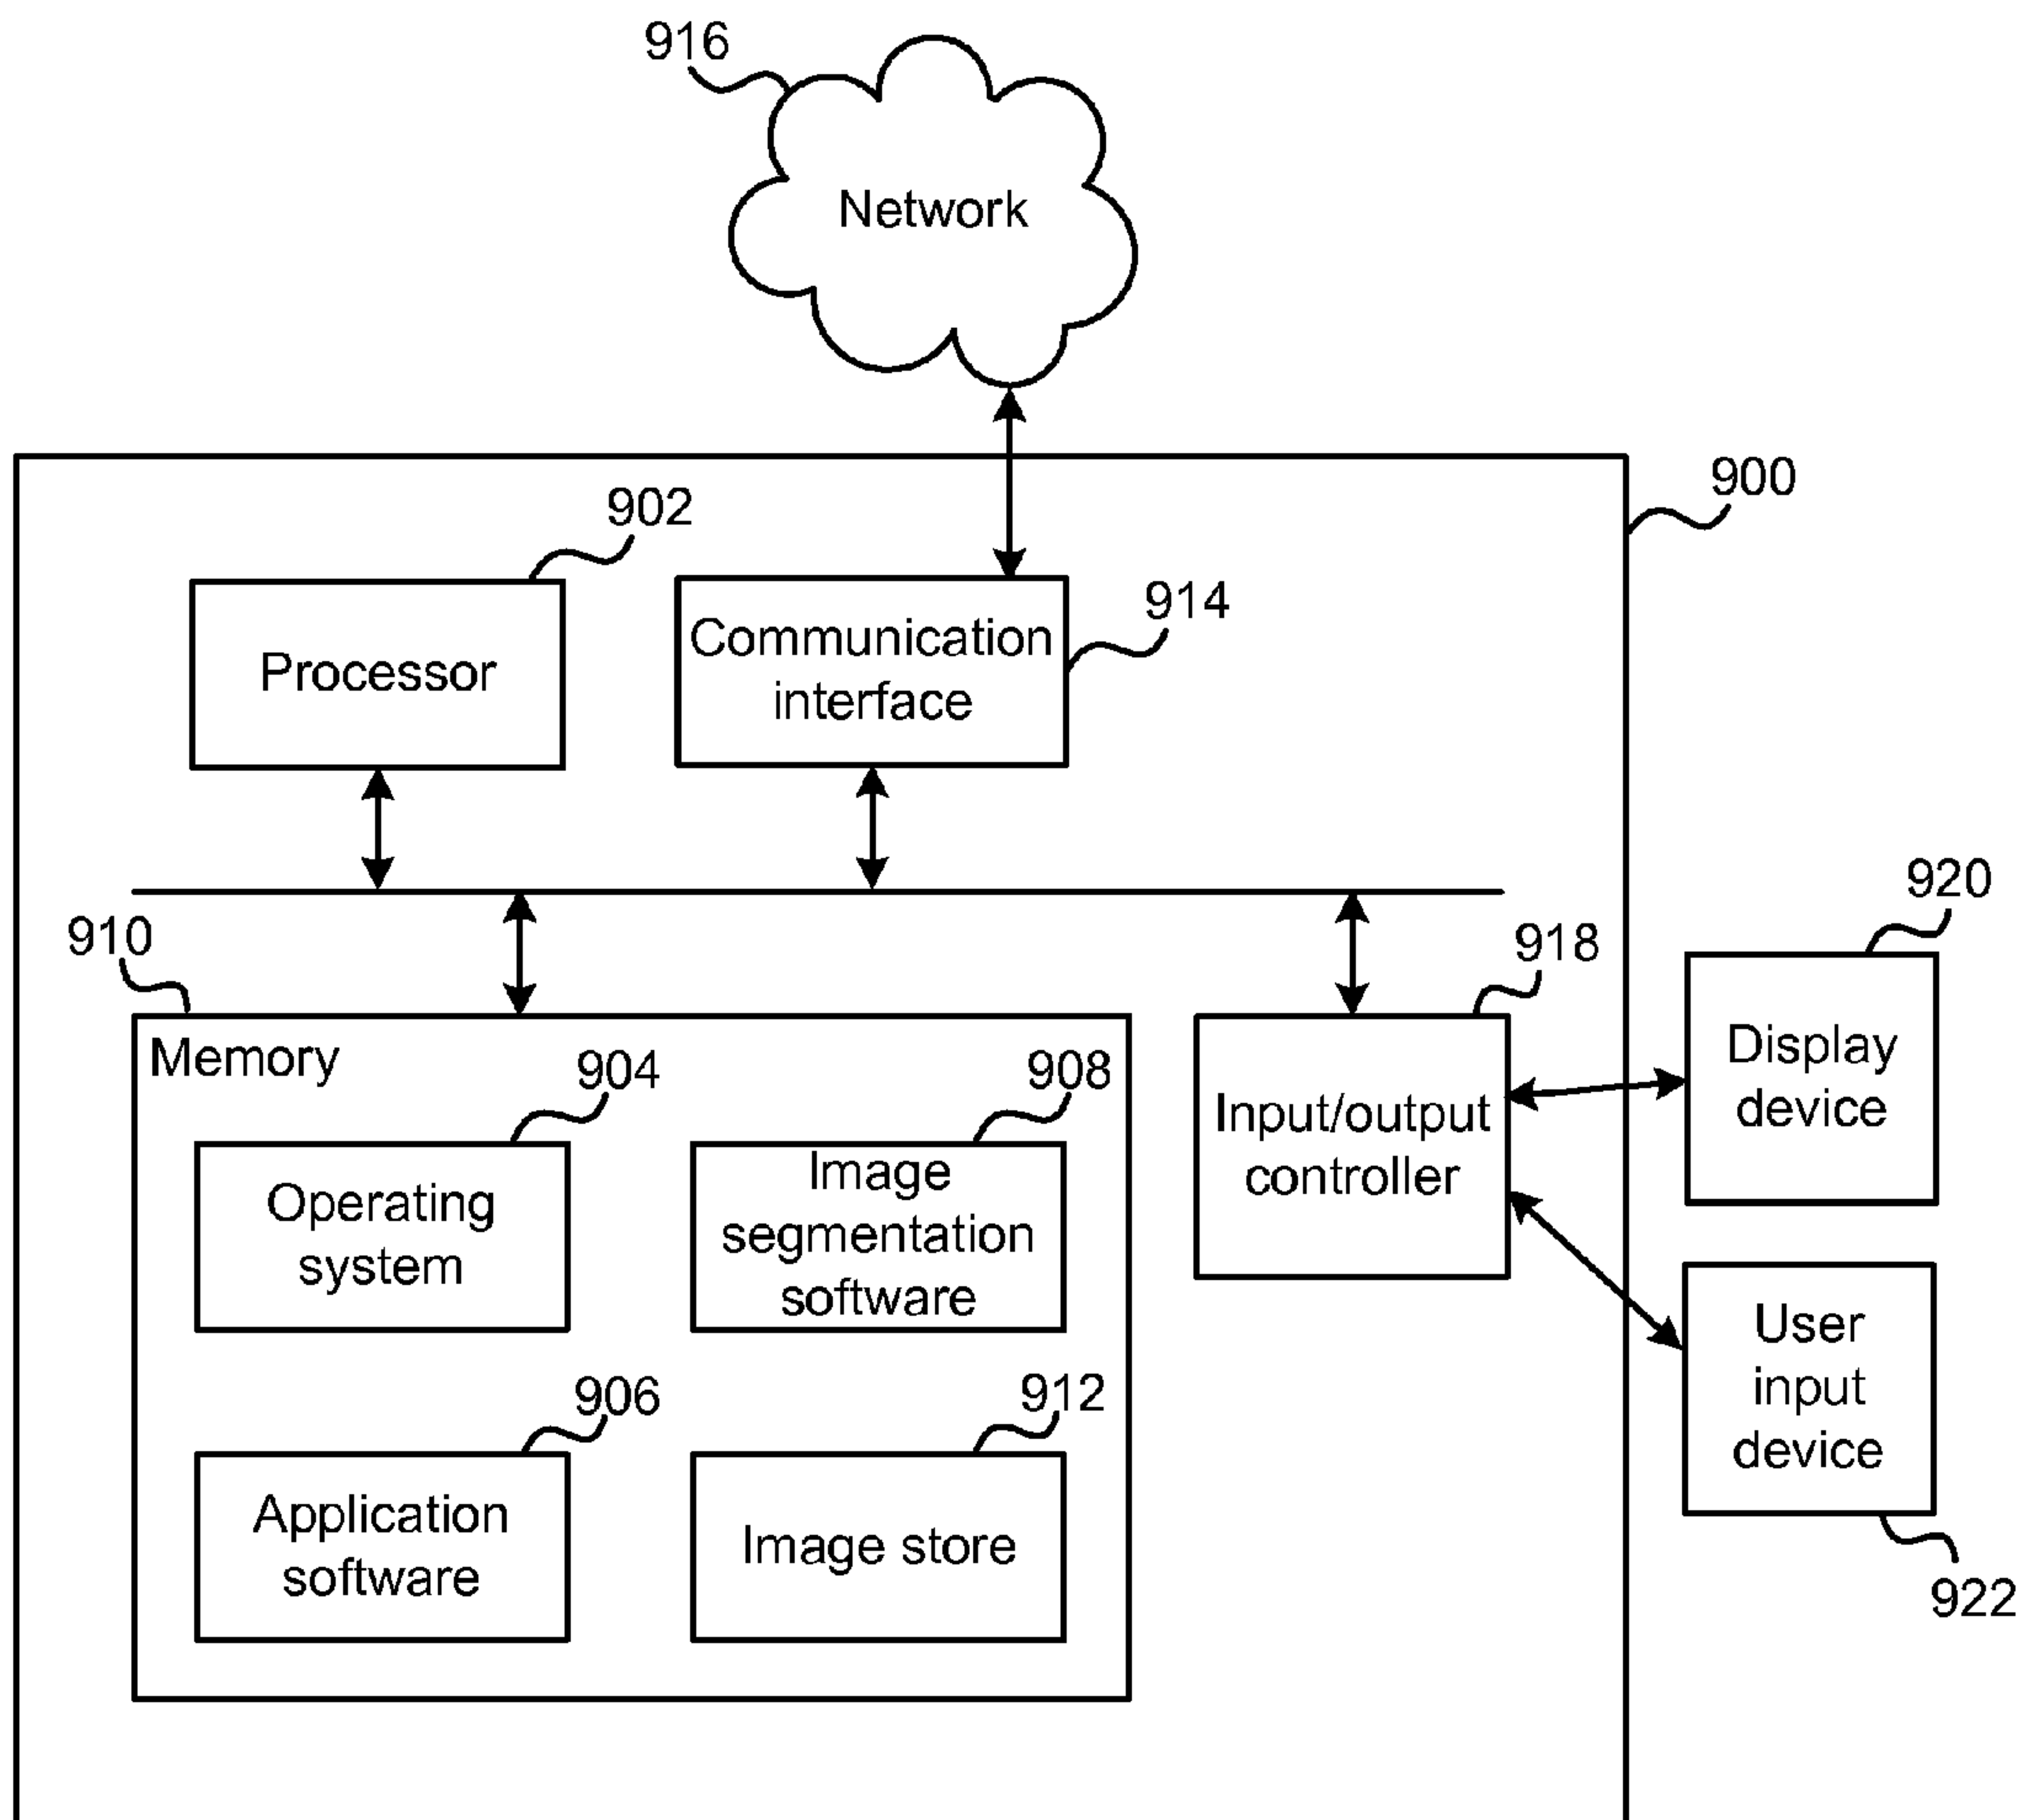 916
Network
900
902
914
Processor
Communication
interface
910
918
920
Memory
904
908
Operating
system
Image
segmentation
software
Input/output
controller
Display
device
906
912
Application
software
Image store
User
input
device
922